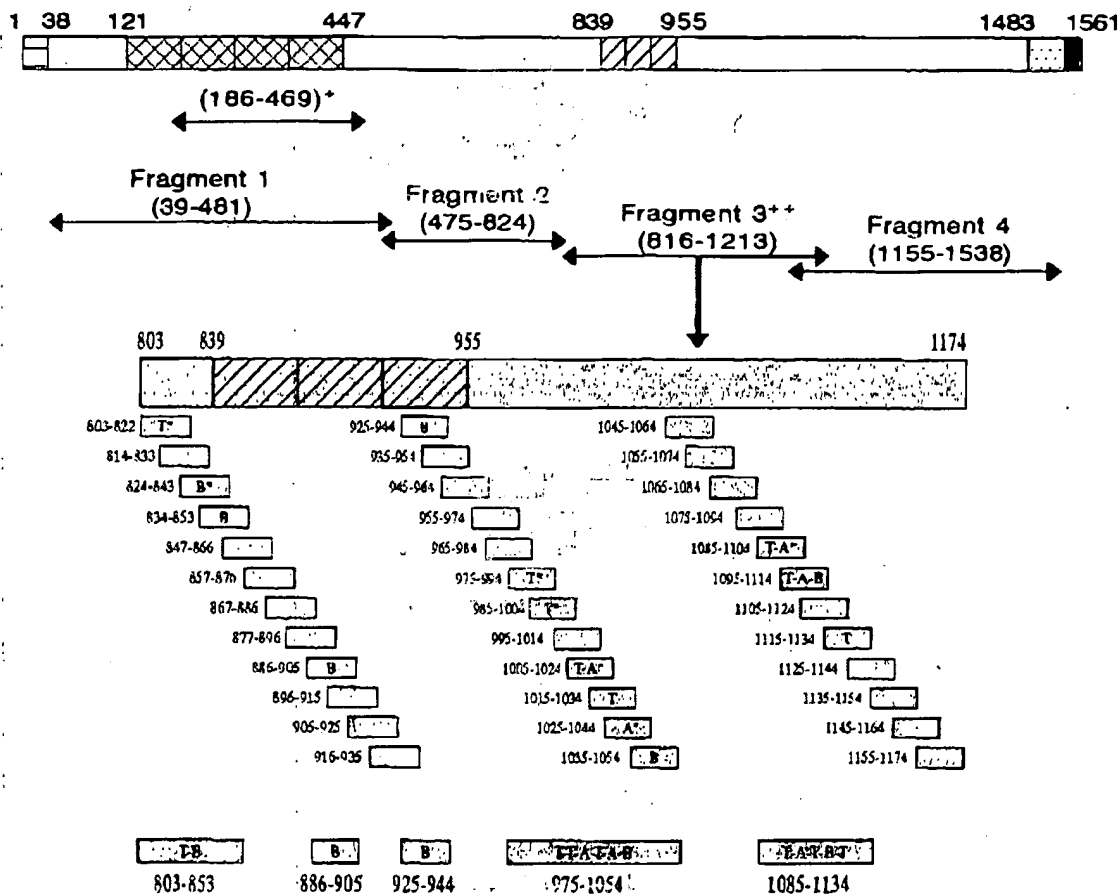 1 38 121 447 839 955 1483 1561
(186-469)+
Fragment 1
(39-481)
Fragment 2
(475-824)
Fragment 3++
(816-1213)
Fragment 4
(1155-1538)
803 839 955 1174
803-822 T* 925-944 B 1045-1064
814-833 935-954 1055-1074
824-843 B* 945-964 1065-1084
834-853 B 955-974 1075-1094
847-866 965-984 1085-1104 T-A*
857-876 975-994 T* 1095-1114 T-A-B
867-886 985-1004 T* 1105-1124
877-896 995-1014 1115-1134 T
886-905 B 1005-1024 T-A* 1125-1144
896-915 1015-1034 T 1135-1154
905-925 1025-1044 A* 1145-1164
916-935 1035-1054 B 1155-1174
T-B B B T-T-A-T-A-B T-A-T-B-T
803-853 886-905 925-944 975-1054 1085-1134